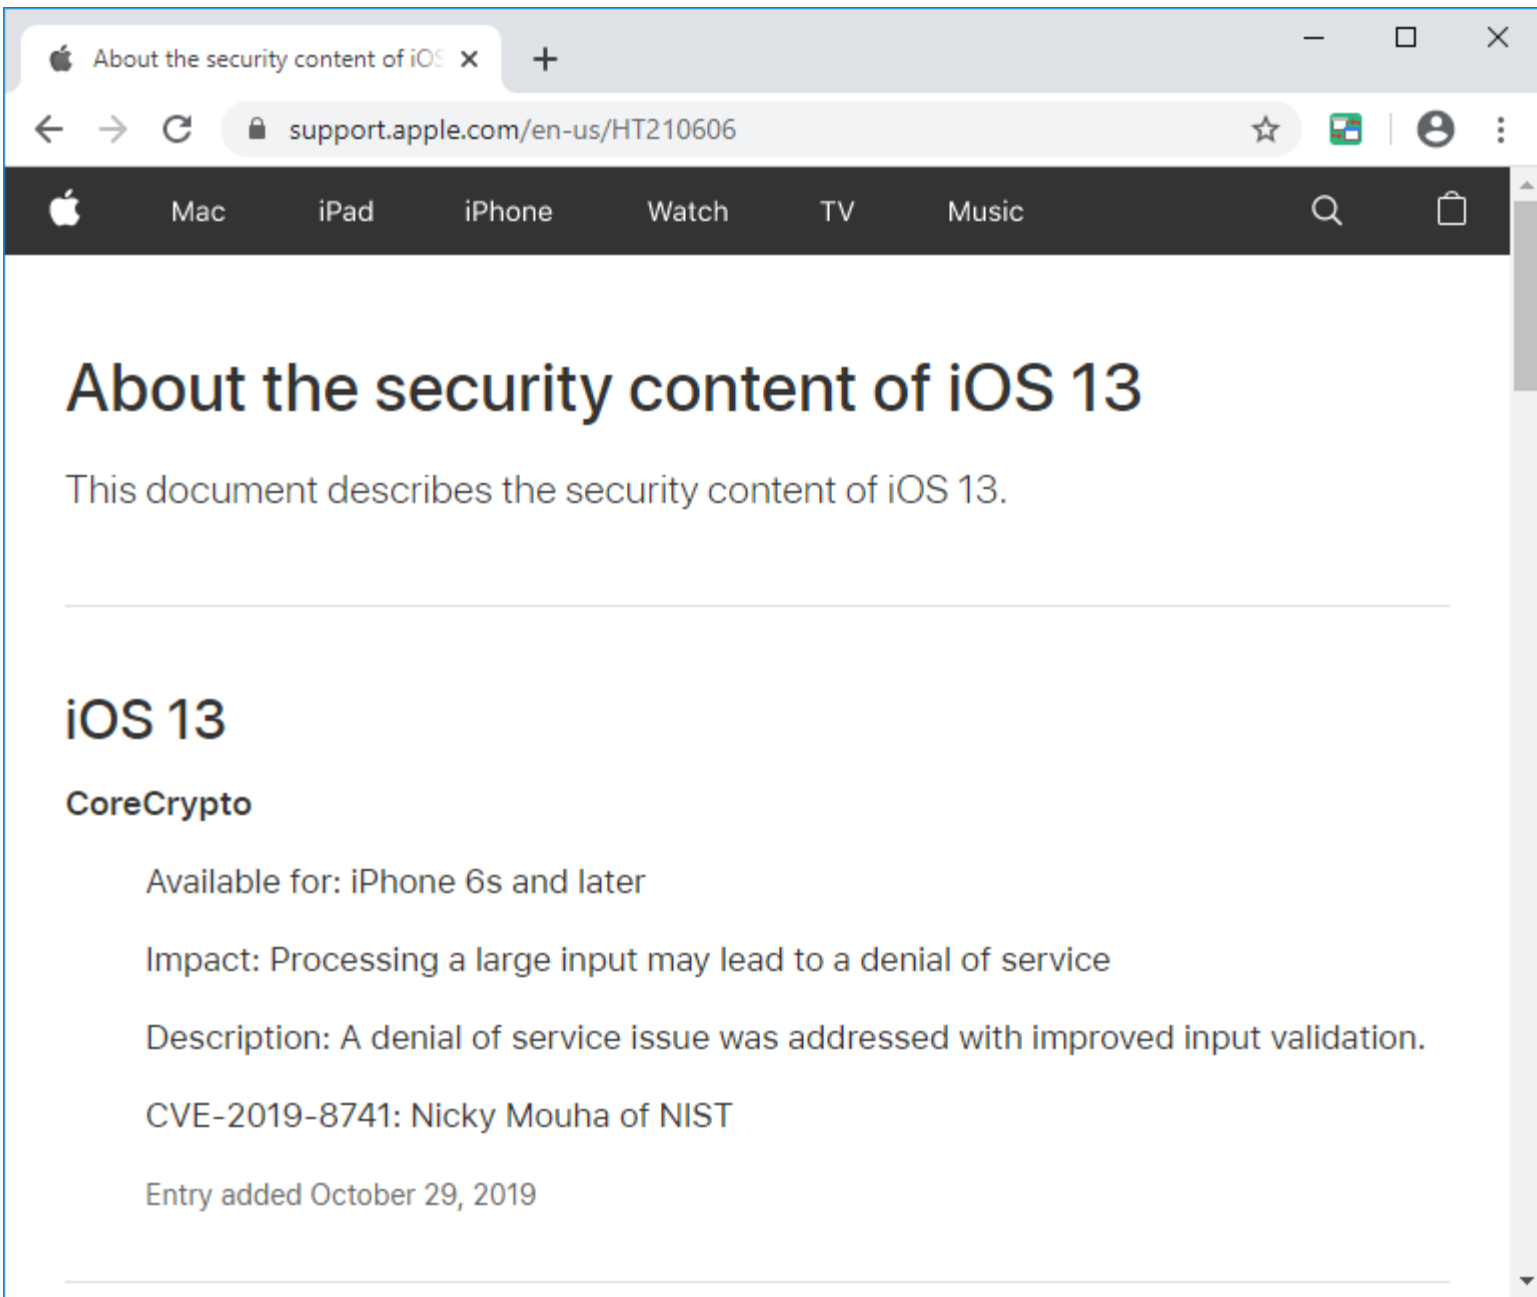 About the security content of iOS
support.apple.com/en-us/HT210606
Mac iPad iPhone Watch TV Music
About the security content of iOS 13
This document describes the security content of iOS 13.
iOS 13
CoreCrypto
Available for: iPhone 6s and later
Impact: Processing a large input may lead to a denial of service
Description: A denial of service issue was addressed with improved input validation.
CVE-2019-8741: Nicky Mouha of NIST
Entry added October 29, 2019